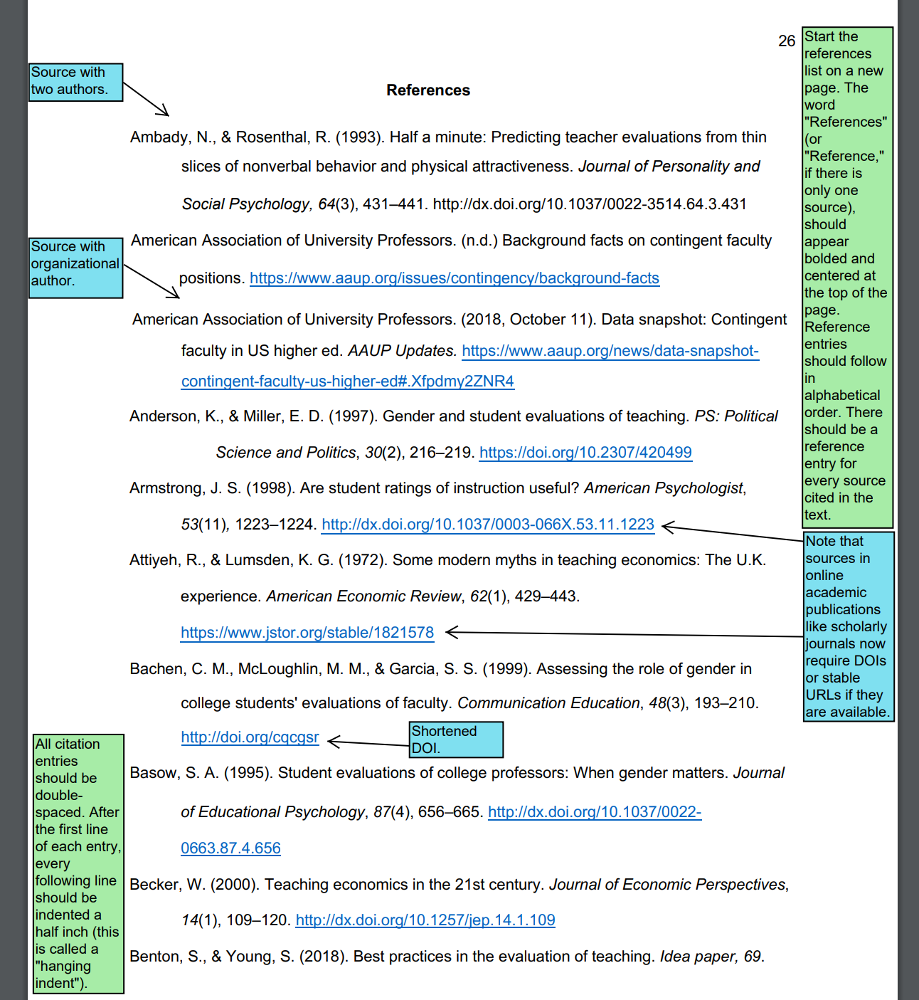 26
Source with
two authors.
References
Ambady, N., & Rosenthal, R. (1993). Half a minute: Predicting teacher evaluations from thin
slices of nonverbal behavior and physical attractiveness. Journal of Personality and
Social Psychology, 64(3), 431–441. http://dx.doi.org/10.1037/0022-3514.64.3.431
Source with
organizational
author.
American Association of University Professors. (n.d.) Background facts on contingent faculty
positions. https://www.aaup.org/issues/contingency/background-facts
American Association of University Professors. (2018, October 11). Data snapshot: Contingent
faculty in US higher ed. AAUP Updates. https://www.aaup.org/news/data-snapshot-
contingent-faculty-us-higher-ed#.Xfpdmy2ZNR4
Anderson, K., & Miller, E. D. (1997). Gender and student evaluations of teaching. PS: Political
Science and Politics, 30(2), 216–219. https://doi.org/10.2307/420499
Armstrong, J. S. (1998). Are student ratings of instruction useful? American Psychologist,
53(11), 1223–1224. http://dx.doi.org/10.1037/0003-066X.53.11.1223
Attiyeh, R., & Lumsden, K. G. (1972). Some modern myths in teaching economics: The U.K.
experience. American Economic Review, 62(1), 429–443.
https://www.jstor.org/stable/1821578
Bachen, C. M., McLoughlin, M. M., & Garcia, S. S. (1999). Assessing the role of gender in
college students' evaluations of faculty. Communication Education, 48(3), 193–210.
http://doi.org/cqcgsr
Shortened
DOI.
Basow, S. A. (1995). Student evaluations of college professors: When gender matters. Journal
of Educational Psychology, 87(4), 656–665. http://dx.doi.org/10.1037/0022-
0663.87.4.656
Becker, W. (2000). Teaching economics in the 21st century. Journal of Economic Perspectives,
14(1), 109–120. http://dx.doi.org/10.1257/jep.14.1.109
Benton, S., & Young, S. (2018). Best practices in the evaluation of teaching. Idea paper, 69.
All citation
entries
should be
double-
spaced. After
the first line
of each entry,
every
following line
should be
indented a
half inch (this
is called a
"hanging
indent").
Start the
references
list on a new
page. The
word
"References"
(or
"Reference,"
if there is
only one
source),
should
appear
bolded and
centered at
the top of the
page.
Reference
entries
should follow
in
alphabetical
order. There
should be a
reference
entry for
every source
cited in the
text.
Note that
sources in
online
academic
publications
like scholarly
journals now
require DOIs
or stable
URLs if they
are available.